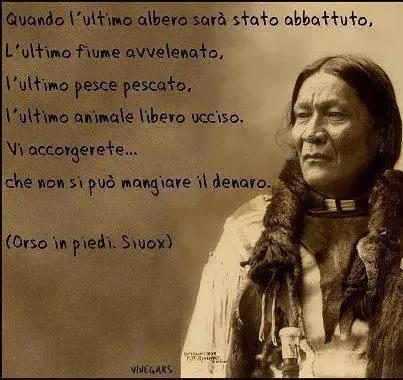 Quando l'ultimo albero sarà stato abbattuto,
L'ultimo fiume avvelenato,
l'ultimo pesce pescato,
l'ultimo animale libero ucciso.
Vi accorgerete...
che non si può mangiare il denaro.
(Orso in piedi. Siuox)
VINEGARS